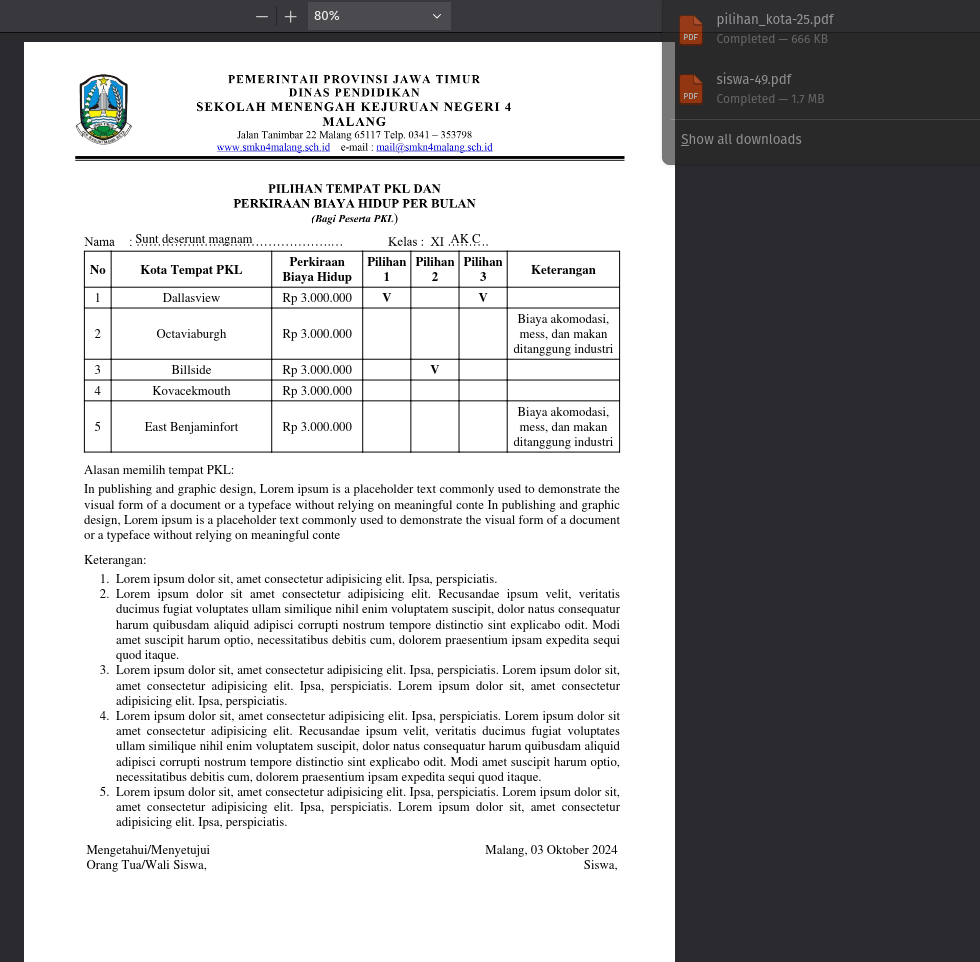 80%
pilihan_kota-25.pdf
Completed — 666 KB
PDF
siswa-49.pdf
Completed — 1.7 MB
PDF
Show all downloads
PEMERINTAH PROVINSI JAWA TIMUR
DINAS PENDIDIKAN
SEKOLAH MENENGAH KEJURUAN NEGERI 4
MALANG
Jalan Tanimbar 22 Malang 65117 Telp. 0341 – 353798
www.smkn4malang.sch.id e-mail : mail@smkn4malang.sch.id
PILIHAN TEMPAT PKL DAN
PERKIRAAN BIAYA HIDUP PER BULAN
(Bagi Peserta PKL)
Nama : Sunt deserunt magnam Kelas : XI AK C
No Kota Tempat PKL Perkiraan Biaya Hidup Pilihan 1 Pilihan 2 Pilihan 3 Keterangan
1 Dallasview Rp 3.000.000 V V
2 Octaviaburgh Rp 3.000.000 Biaya akomodasi, mess, dan makan ditanggung industri
3 Billside Rp 3.000.000 V
4 Kovacekmouth Rp 3.000.000
5 East Benjaminfort Rp 3.000.000 Biaya akomodasi, mess, dan makan ditanggung industri
Alasan memilih tempat PKL:
In publishing and graphic design, Lorem ipsum is a placeholder text commonly used to demonstrate the
visual form of a document or a typeface without relying on meaningful conte In publishing and graphic
design, Lorem ipsum is a placeholder text commonly used to demonstrate the visual form of a document
or a typeface without relying on meaningful conte
Keterangan:
1. Lorem ipsum dolor sit, amet consectetur adipisicing elit. Ipsa, perspiciatis.
2. Lorem ipsum dolor sit amet consectetur adipisicing elit. Recusandae ipsum velit, veritatis
ducimus fugiat voluptates ullam similique nihil enim voluptatem suscipit, dolor natus consequatur
harum quibusdam aliquid adipisci corrupti nostrum tempore distinctio sint explicabo odit. Modi
amet suscipit harum optio, necessitatibus debitis cum, dolorem praesentium ipsam expedita sequi
quod itaque.
3. Lorem ipsum dolor sit, amet consectetur adipisicing elit. Ipsa, perspiciatis. Lorem ipsum dolor sit,
amet consectetur adipisicing elit. Ipsa, perspiciatis. Lorem ipsum dolor sit, amet consectetur
adipisicing elit. Ipsa, perspiciatis.
4. Lorem ipsum dolor sit, amet consectetur adipisicing elit. Ipsa, perspiciatis. Lorem ipsum dolor sit
amet consectetur adipisicing elit. Recusandae ipsum velit, veritatis ducimus fugiat voluptates
ullam similique nihil enim voluptatem suscipit, dolor natus consequatur harum quibusdam aliquid
adipisci corrupti nostrum tempore distinctio sint explicabo odit. Modi amet suscipit harum optio,
necessitatibus debitis cum, dolorem praesentium ipsam expedita sequi quod itaque.
5. Lorem ipsum dolor sit, amet consectetur adipisicing elit. Ipsa, perspiciatis. Lorem ipsum dolor sit,
amet consectetur adipisicing elit. Ipsa, perspiciatis. Lorem ipsum dolor sit, amet consectetur
adipisicing elit. Ipsa, perspiciatis.
Mengetahui/Menyetujui Malang, 03 Oktober 2024
Orang Tua/Wali Siswa, Siswa,